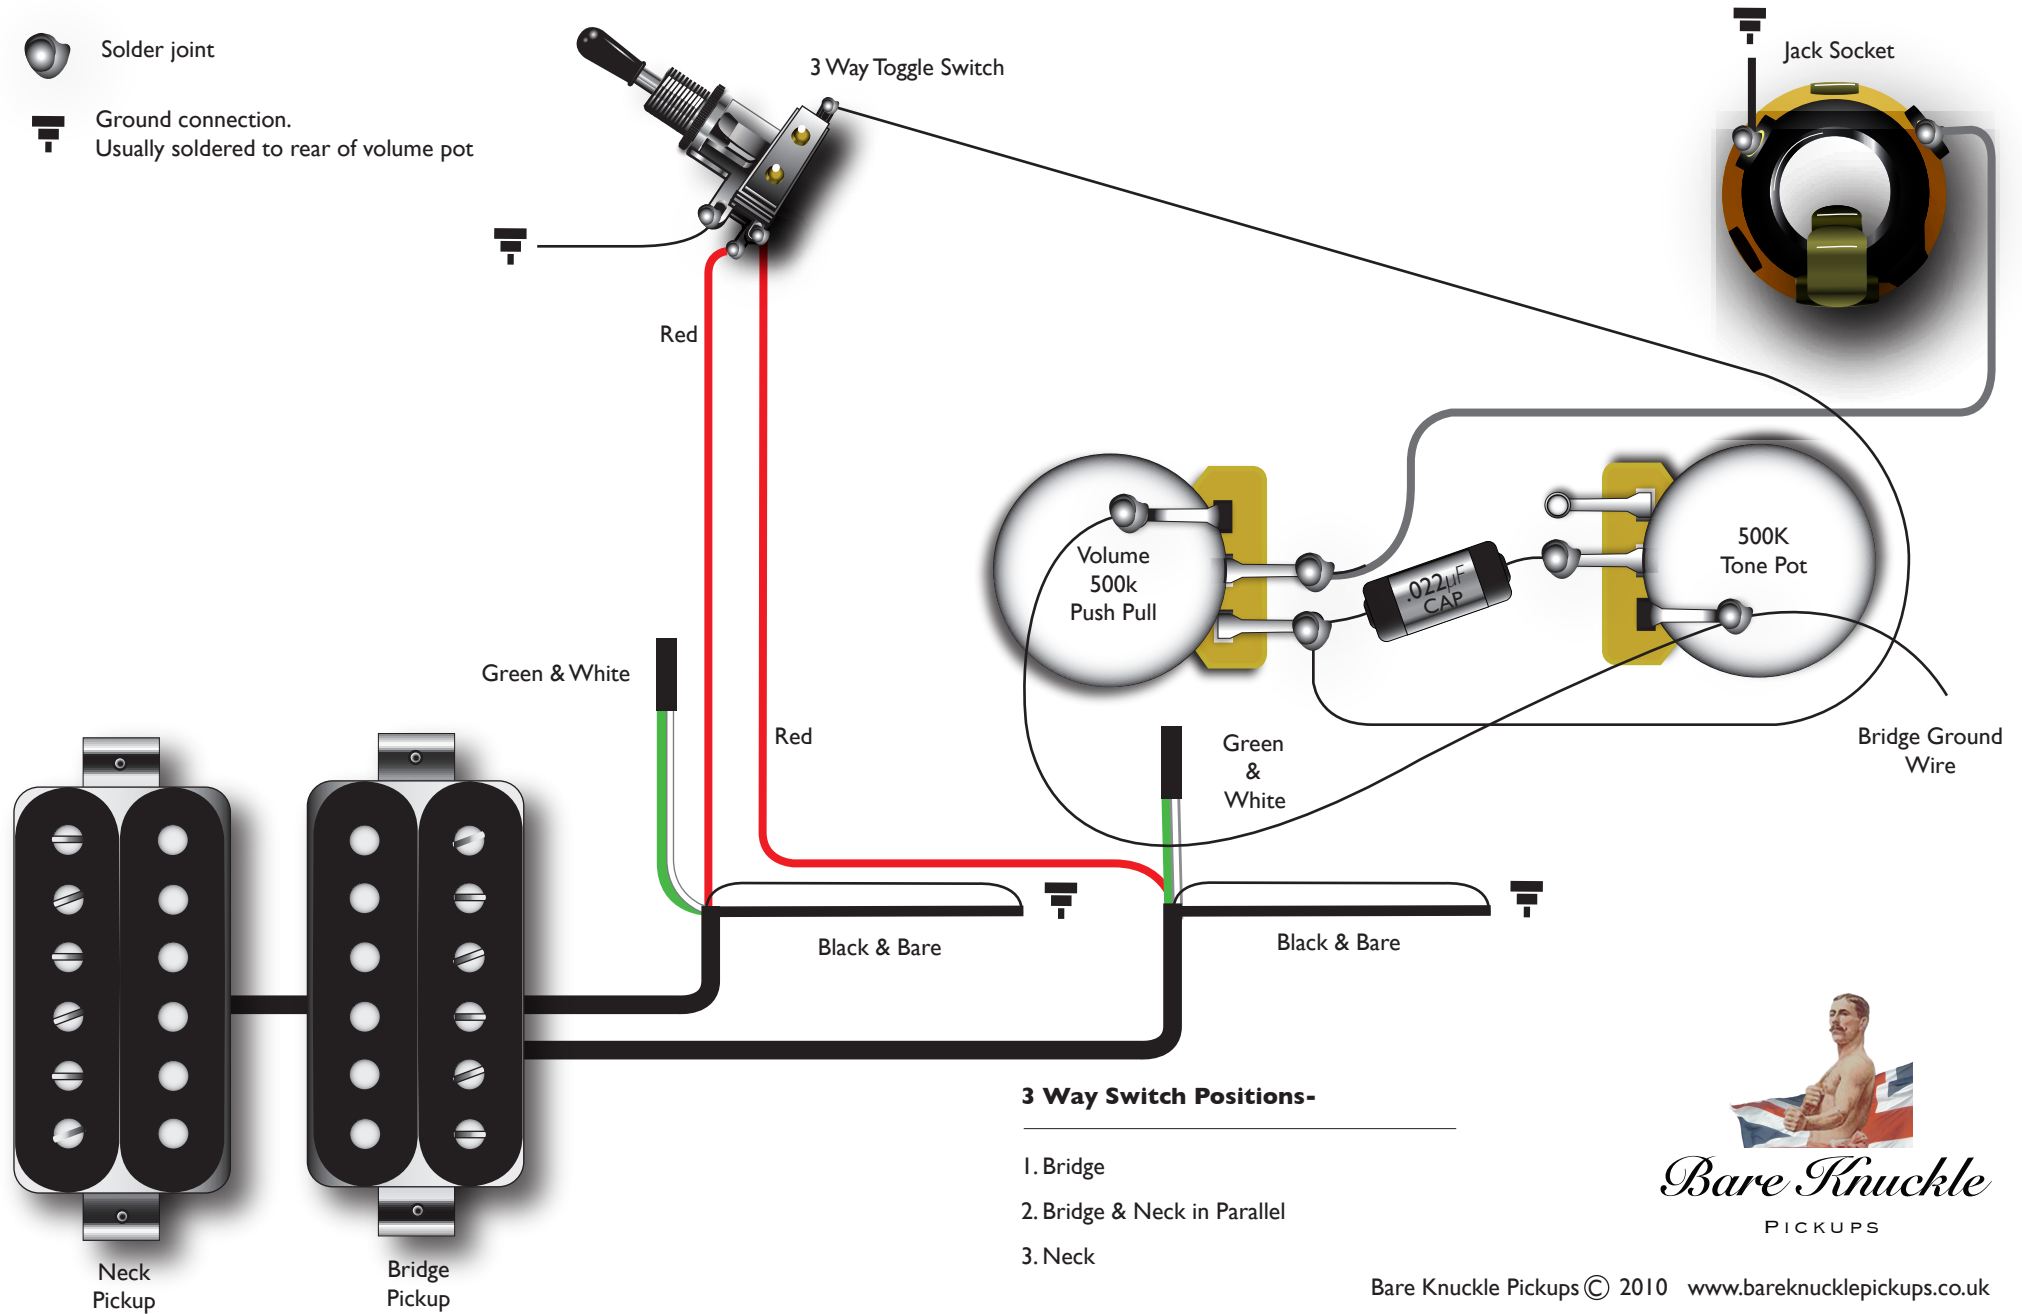 Solder joint
Ground connection.
Usually soldered to rear of volume pot
3 Way Toggle Switch
Jack Socket
Red
Volume
500k
Push Pull
.022µF
CAP
500K
Tone Pot
Green & White
Red
Green
&
White
Bridge Ground
Wire
Black & Bare
Black & Bare
3 Way Switch Positions-
1. Bridge
2. Bridge & Neck in Parallel
3. Neck
Neck
Pickup
Bridge
Pickup
Bare Knuckle
PICKUPS
Bare Knuckle Pickups © 2010 www.bareknucklepickups.co.uk